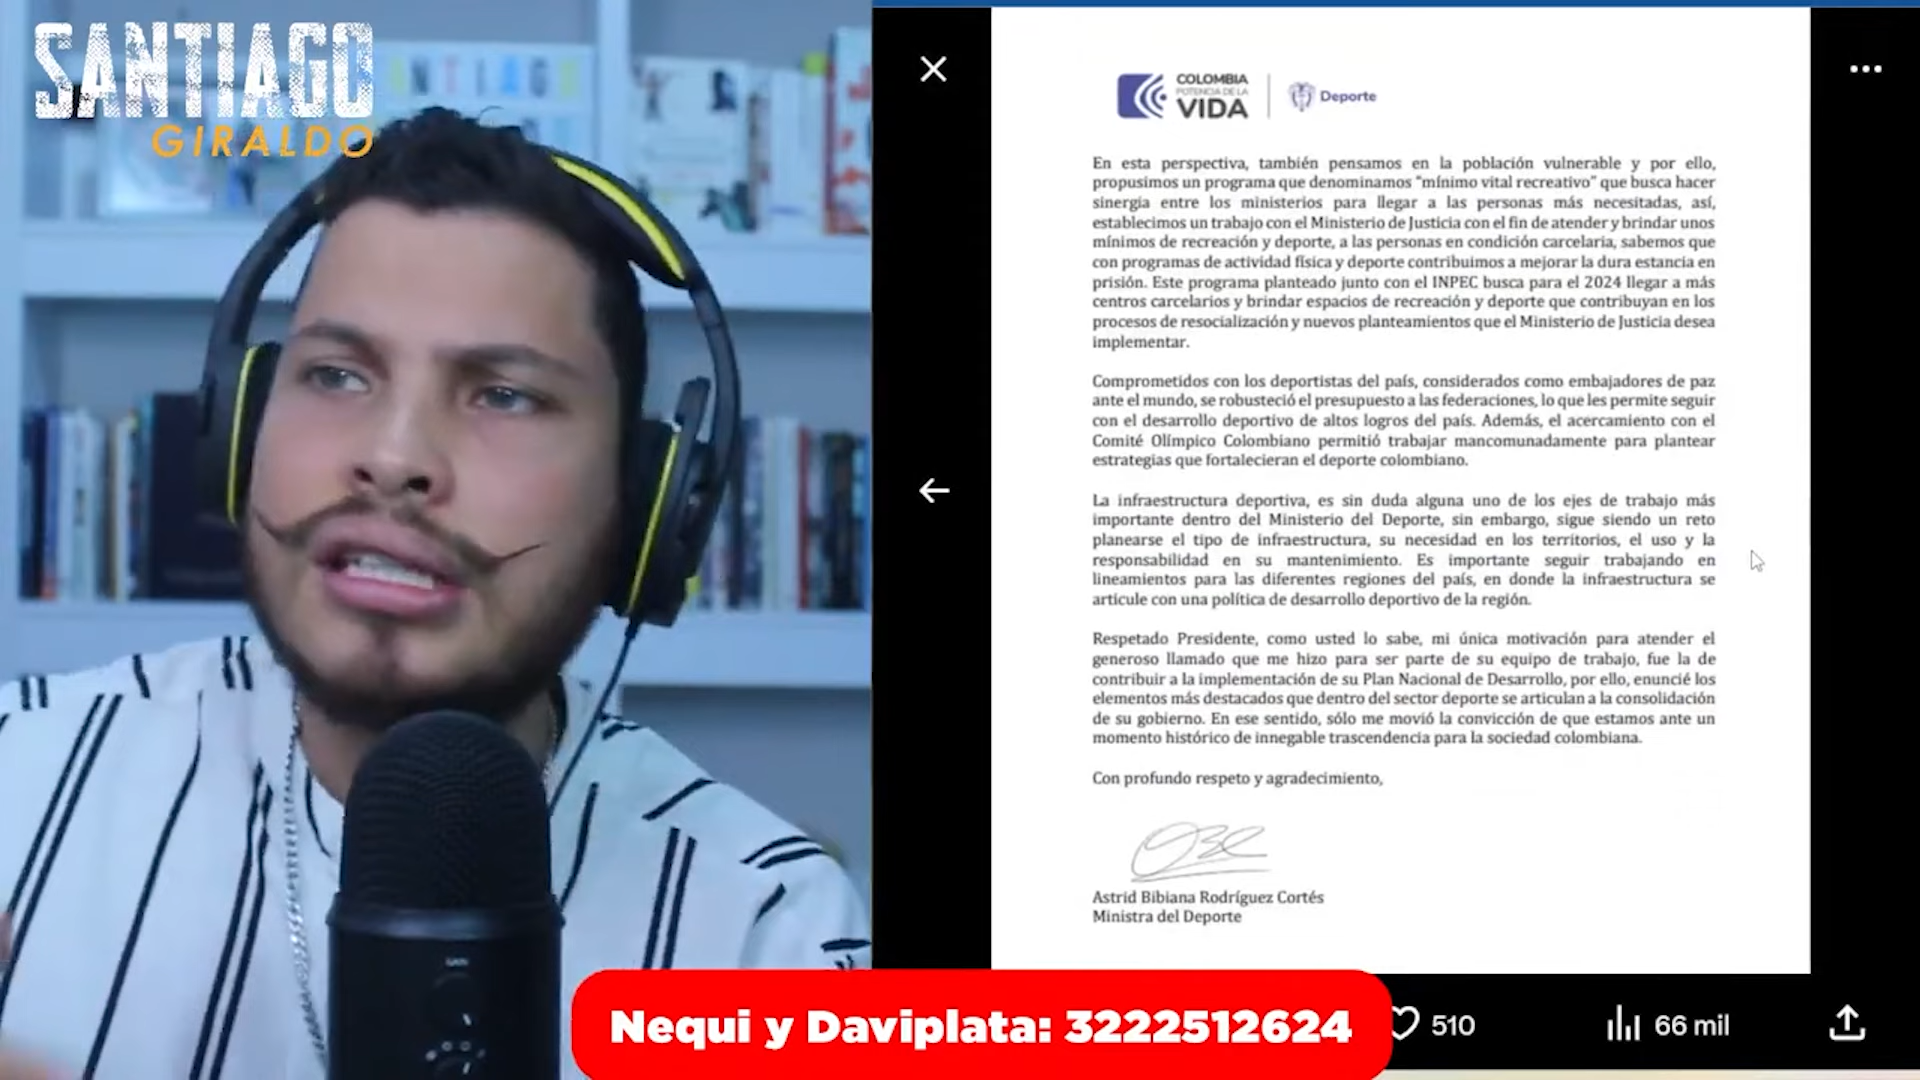 SANTIAGO
GIRALDO
COLOMBIA
POTENCIA DE LA
VIDA
Deporte
En esta perspectiva, también pensamos en la población vulnerable y por ello,
propusimos un programa que denominamos “mínimo vital recreativo” que busca hacer
sinergia entre los ministerios para llegar a las personas más necesitadas, así,
establecimos un trabajo con el Ministerio de Justicia con el fin de atender y brindar unos
mínimos de recreación y deporte, a las personas en condición carcelaria, sabemos que
con programas de actividad física y deporte contribuimos a mejorar la dura estancia en
prisión. Este programa planteado junto con el INPEC busca para el 2024 llegar a más
centros carcelarios y brindar espacios de recreación y deporte que contribuyan en los
procesos de resocialización y nuevos planteamientos que el Ministerio de Justicia desea
implementar.
Comprometidos con los deportistas del país, considerados como embajadores de paz
ante el mundo, se robusteció el presupuesto a las federaciones, lo que les permite seguir
con el desarrollo deportivo de altos logros del país. Además, el acercamiento con el
Comité Olímpico Colombiano permitió trabajar mancomunadamente para plantear
estrategias que fortalecieran el deporte colombiano.
La infraestructura deportiva, es sin duda alguna uno de los ejes de trabajo más
importante dentro del Ministerio del Deporte, sin embargo, sigue siendo un reto
planearse el tipo de infraestructura, su necesidad en los territorios, el uso y la
responsabilidad en su mantenimiento. Es importante seguir trabajando en
lineamientos para las diferentes regiones del país, en donde la infraestructura se
articule con una política de desarrollo deportivo de la región.
Respetado Presidente, como usted lo sabe, mi única motivación para atender el
generoso llamado que me hizo para ser parte de su equipo de trabajo, fue la de
contribuir a la implementación de su Plan Nacional de Desarrollo, por ello, enuncié los
elementos más destacados que dentro del sector deporte se articulan a la consolidación
de su gobierno. En ese sentido, sólo me movió la convicción de que estamos ante un
momento histórico de innegable trascendencia para la sociedad colombiana.
Con profundo respeto y agradecimiento,
Astrid Bibiana Rodríguez Cortés
Ministra del Deporte
Nequi y Daviplata: 3222512624
510
66 mil
GAIN